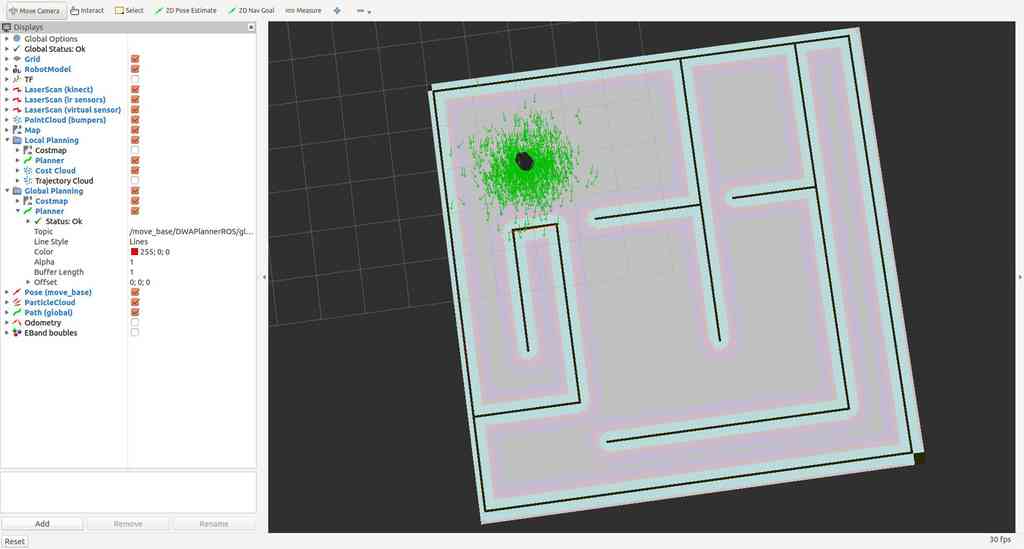 Move Camera Interact Select 2D Pose Estimate 2D Nav Goal Measure
Displays
Global Options
Global Status: Ok
Grid
RobotModel
TF
LaserScan (kinect)
LaserScan (ir sensors)
LaserScan (virtual sensor)
PointCloud (bumpers)
Map
Local Planning
Costmap
Planner
Cost Cloud
Trajectory Cloud
Global Planning
Costmap
Planner
Status: Ok
Topic /move_base/DWAPlannerROS/gl...
Line Style Lines
Color 255; 0; 0
Alpha 1
Buffer Length 1
Offset 0; 0; 0
Pose (move_base)
ParticleCloud
Path (global)
Odometry
EBand boubles
Add Remove Rename
Reset 30 fps